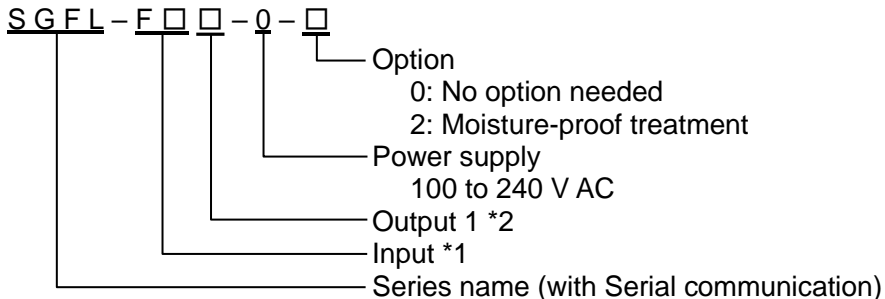 S G F L – F □ □ – 0 – □
Option
0: No option needed
2: Moisture-proof treatment
Power supply
100 to 240 V AC
Output 1 *2
Input *1
Series name (with Serial communication)